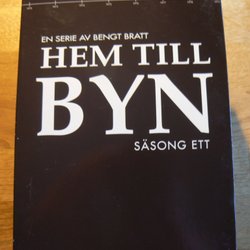 EN SERIE AV BENGT BRATT
HEM TILL
BYN
SÄSONG ETT